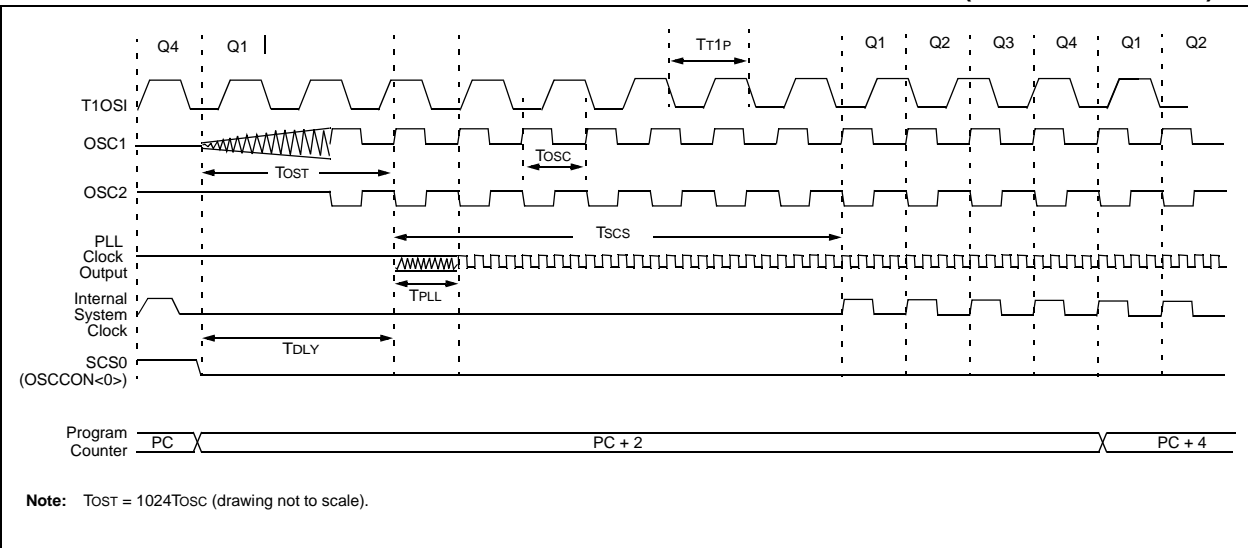 Q4 Q1 Q1 Q2 Q3 Q4 Q1 Q2
TT1P
T1OSI
OSC1
TOSC
TOST
OSC2
TSCS
PLL
Clock
Output
TPLL
Internal
System
Clock
TDLY
SCS0
(OSCCON<0>)
Program
Counter
PC PC + 2 PC + 4
Note: TOST = 1024TOSC (drawing not to scale).